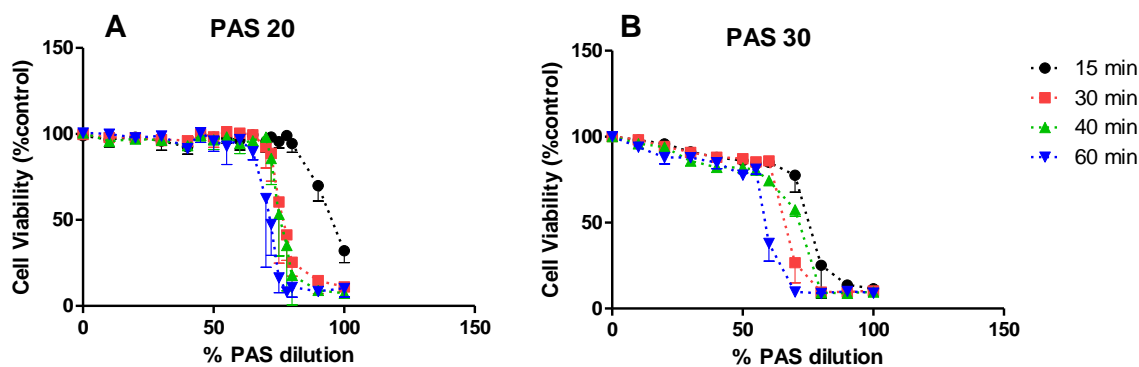 A PAS 20
150
100
50
0
0 50 100 150
Cell Viability (%control)
% PAS dilution
B PAS 30
150
100
50
0
0 50 100 150
Cell Viability (%control)
% PAS dilution
15 min
30 min
40 min
60 min